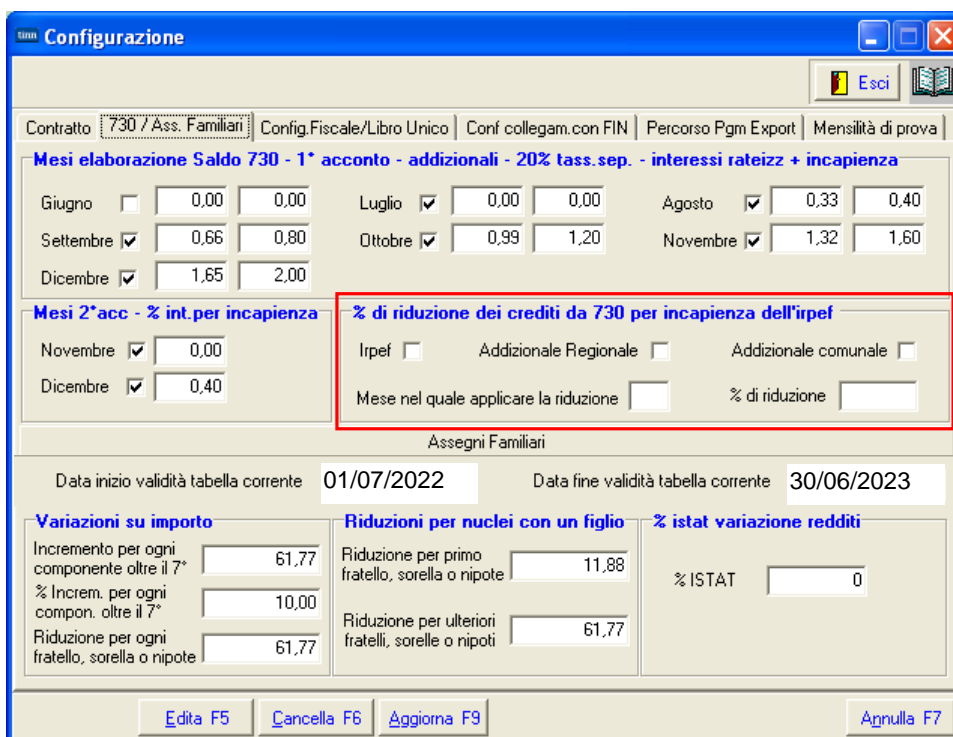 tinn Configurazione
Esci
Contratto 730 / Ass. Familiari Config.Fiscale/Libro Unico Conf collegam.con FIN Percorso Pgm Export Mensilità di prova
Mesi elaborazione Saldo 730 - 1° acconto - addizionali - 20% tass.sep. - interessi rateizz + incapienza
Giugno 0,00 0,00 Luglio 0,00 0,00 Agosto 0,33 0,40
Settembre 0,66 0,80 Ottobre 0,99 1,20 Novembre 1,32 1,60
Dicembre 1,65 2,00
Mesi 2°acc - % int.per incapienza
Novembre 0,00
Dicembre 0,40
% di riduzione dei crediti da 730 per incapienza dell'irpef
Irpef Addizionale Regionale Addizionale comunale
Mese nel quale applicare la riduzione % di riduzione
Assegni Familiari
Data inizio validità tabella corrente 01/07/2022 Data fine validità tabella corrente 30/06/2023
Variazioni su importo
Incremento per ogni
componente oltre il 7° 61,77
% Increm. per ogni
compon. oltre il 7° 10,00
Riduzione per ogni
fratello, sorella o nipote 61,77
Riduzioni per nuclei con un figlio
Riduzione per primo
fratello, sorella o nipote 11,88
Riduzione per ulteriori
fratelli, sorelle o nipoti 61,77
% istat variazione redditi
% ISTAT 0
Edita F5 Cancella F6 Aggiorna F9 Annulla F7